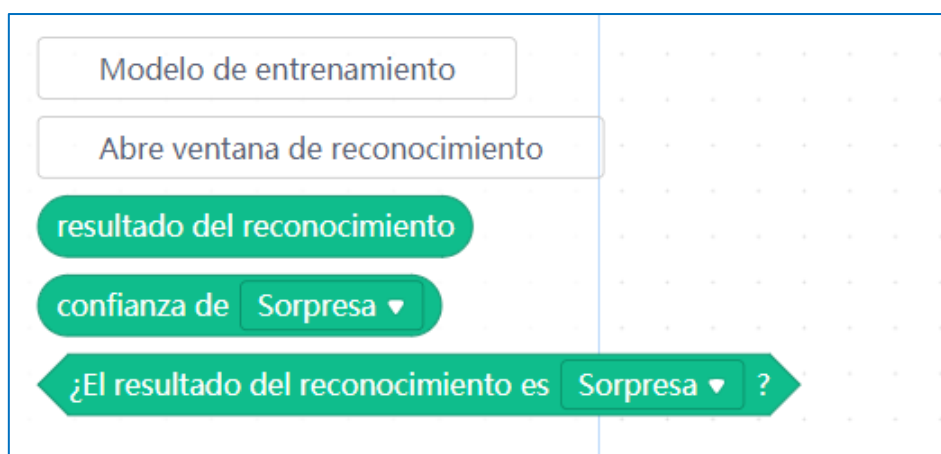 Modelo de entrenamiento
Abre ventana de reconocimiento
resultado del reconocimiento
confianza de Sorpresa
¿El resultado del reconocimiento es Sorpresa ?